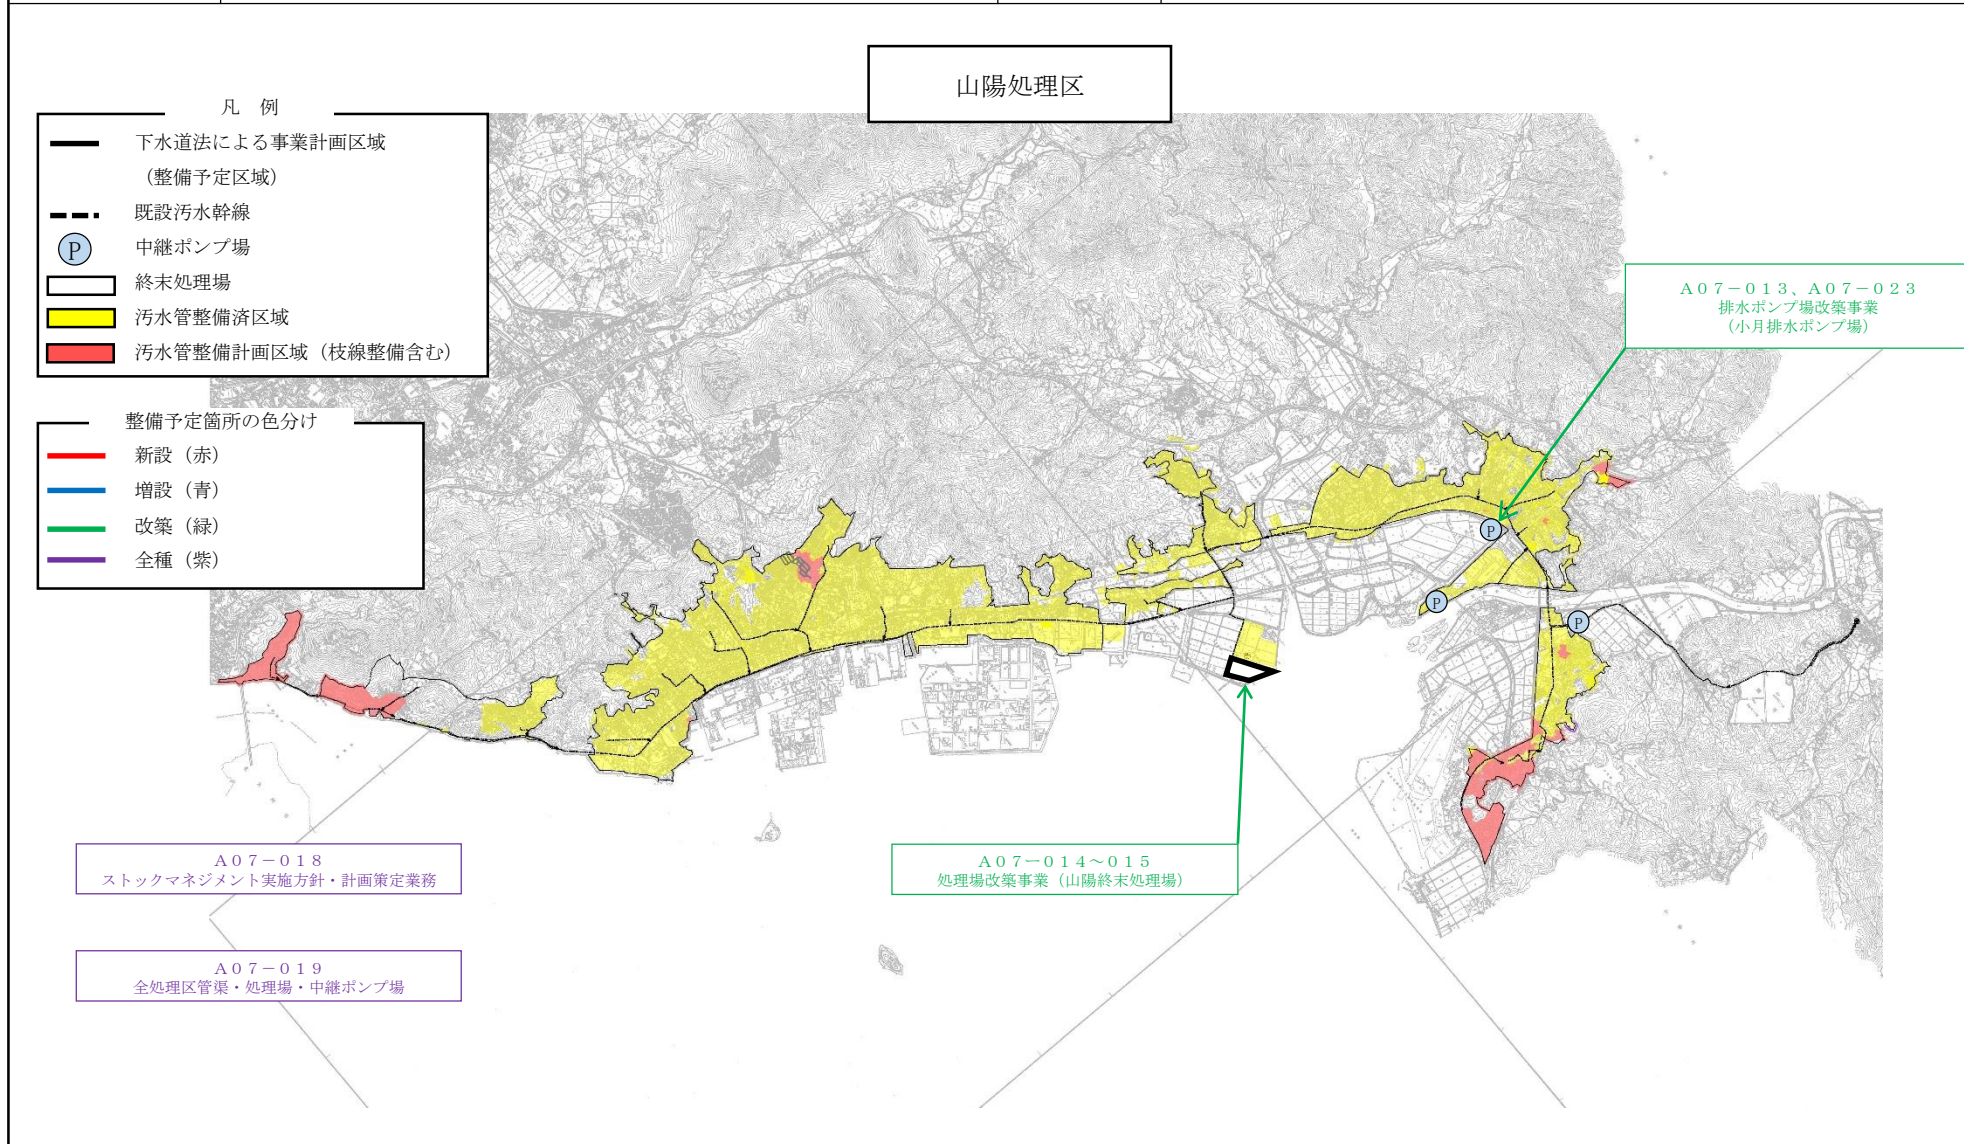 山陽処理区
凡 例
下水道法による事業計画区域
（整備予定区域）
既設汚水幹線
P
中継ポンプ場
終末処理場
汚水管整備済区域
汚水管整備計画区域（枝線整備含む）
整備予定箇所の色分け
新設（赤）
増設（青）
改築（緑）
全種（紫）
Ａ０７－０１３、Ａ０７－０２３
排水ポンプ場改築事業
（小月排水ポンプ場）
P
P
P
Ａ０７－０１８
ストックマネジメント実施方針・計画策定業務
Ａ０７ー０１４～０１５
処理場改築事業（山陽終末処理場）
Ａ０７－０１９
全処理区管渠・処理場・中継ポンプ場